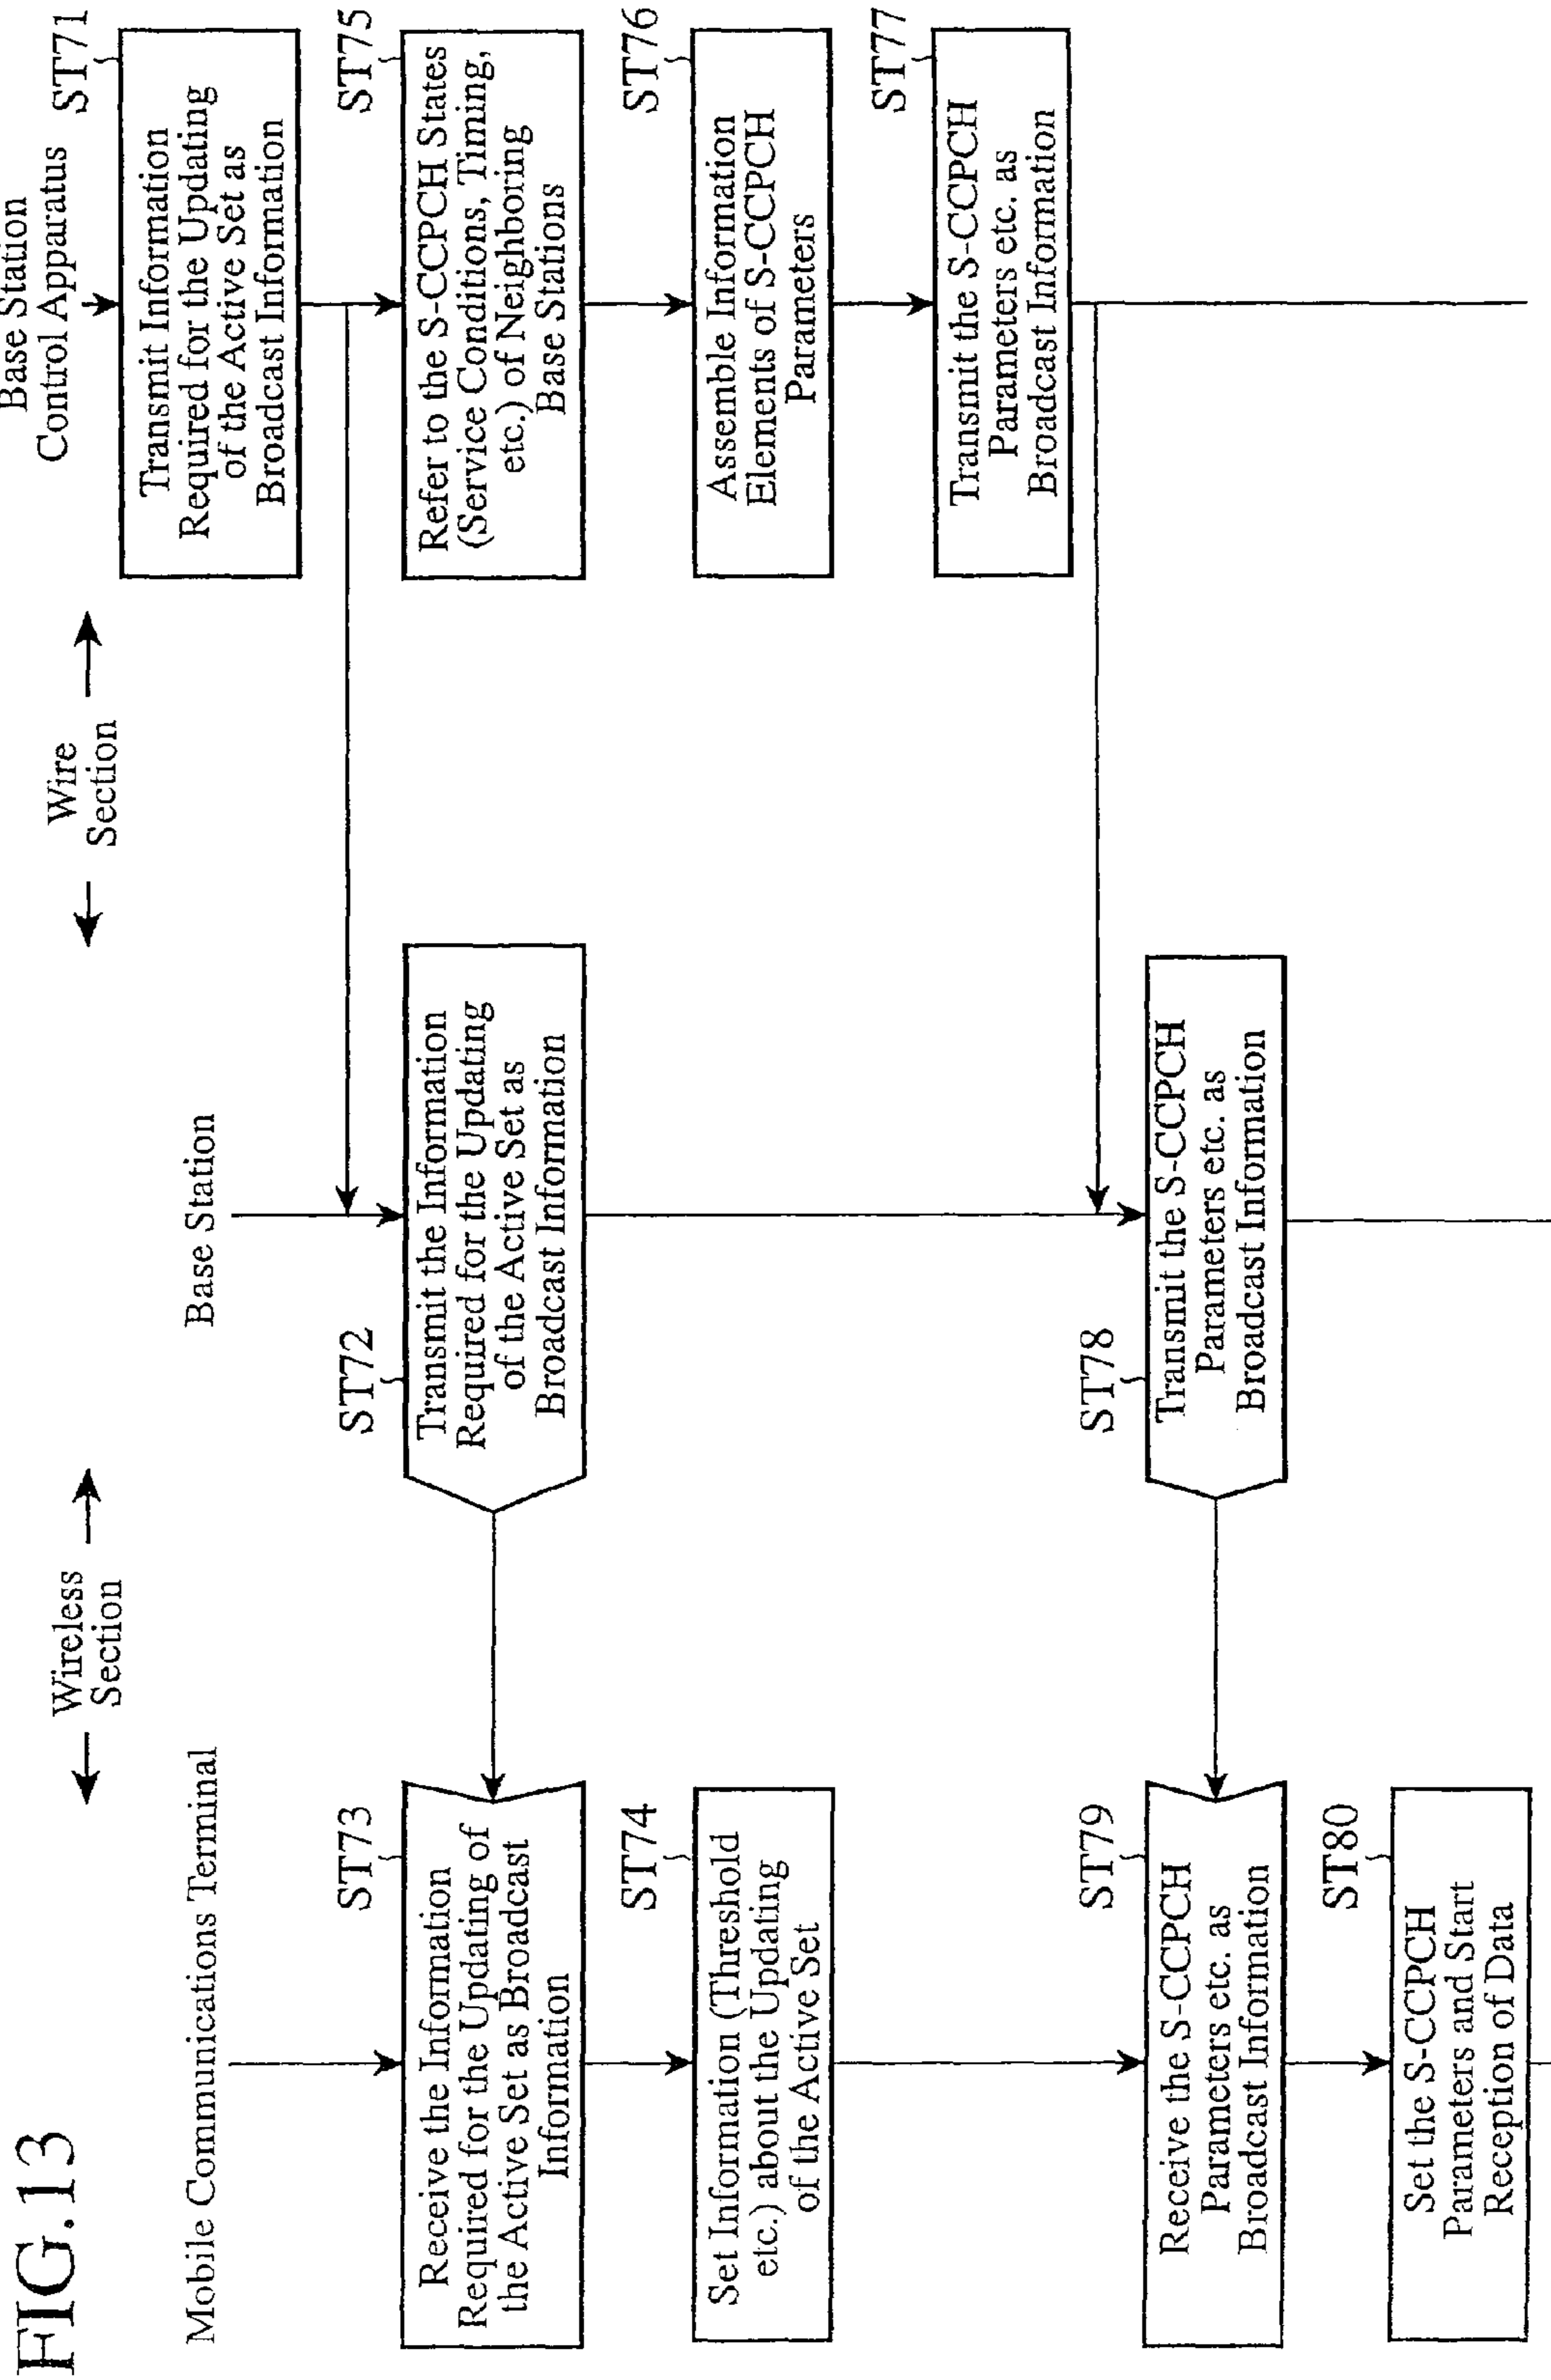 FIG.13
Wireless
Section
Wire
Section
Mobile Communications Terminal
Base Station
Base Station
Control Apparatus
ST71
Transmit Information
Required for the Updating
of the Active Set as
Broadcast Information
ST72
Transmit the Information
Required for the Updating
of the Active Set as
Broadcast Information
ST73
Receive the Information
Required for the Updating of
the Active Set as Broadcast
Information
ST74
Set Information (Threshold
etc.) about the Updating
of the Active Set
ST75
Refer to the S-CCPCH States
(Service Conditions, Timing,
etc.) of Neighboring
Base Stations
ST76
Assemble Information
Elements of S-CCPCH
Parameters
ST77
Transmit the S-CCPCH
Parameters etc. as
Broadcast Information
ST78
Transmit the S-CCPCH
Parameters etc. as
Broadcast Information
ST79
Receive the S-CCPCH
Parameters etc. as
Broadcast Information
ST80
Set the S-CCPCH
Parameters and Start
Reception of Data